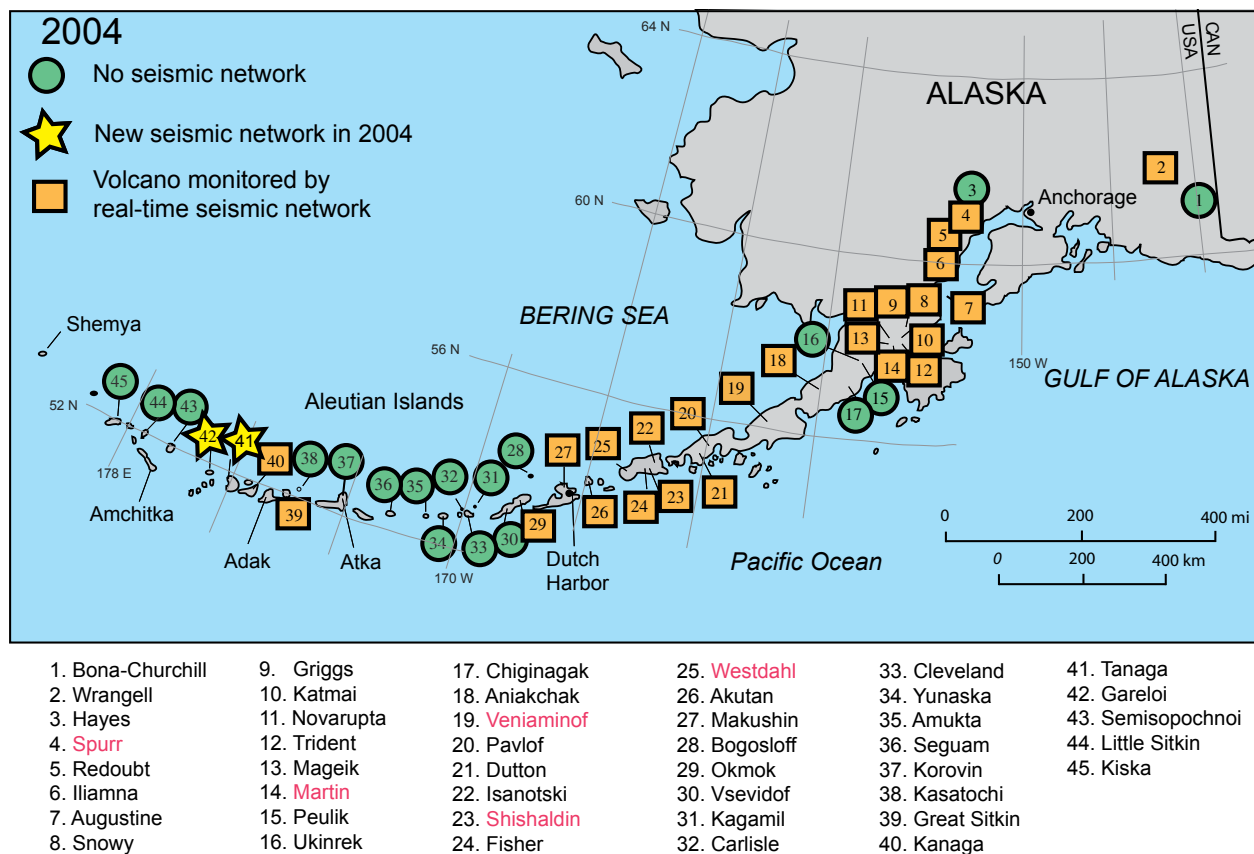 2004
No seismic network
New seismic network in 2004
Volcano monitored by
real-time seismic network
64 N
60 N
56 N
52 N
178 E
170 W
150 W
CAN
USA
ALASKA
Anchorage
BERING SEA
GULF OF ALASKA
Pacific Ocean
Aleutian Islands
Shemya
Amchitka
Adak
Atka
Dutch
Harbor
0 200 400 mi
0 200 400 km
1
2
3
4
5
6
7
8
9
10
11
12
13
14
15
16
17
18
19
20
21
22
23
24
25
26
27
28
29
30
31
32
33
34
35
36
37
38
39
40
41
42
43
44
45
1. Bona-Churchill
2. Wrangell
3. Hayes
4. Spurr
5. Redoubt
6. Iliamna
7. Augustine
8. Snowy
9. Griggs
10. Katmai
11. Novarupta
12. Trident
13. Mageik
14. Martin
15. Peulik
16. Ukinrek
17. Chiginagak
18. Aniakchak
19. Veniaminof
20. Pavlof
21. Dutton
22. Isanotski
23. Shishaldin
24. Fisher
25. Westdahl
26. Akutan
27. Makushin
28. Bogosloff
29. Okmok
30. Vsevidof
31. Kagamil
32. Carlisle
33. Cleveland
34. Yunaska
35. Amukta
36. Seguam
37. Korovin
38. Kasatochi
39. Great Sitkin
40. Kanaga
41. Tanaga
42. Gareloi
43. Semisopochnoi
44. Little Sitkin
45. Kiska